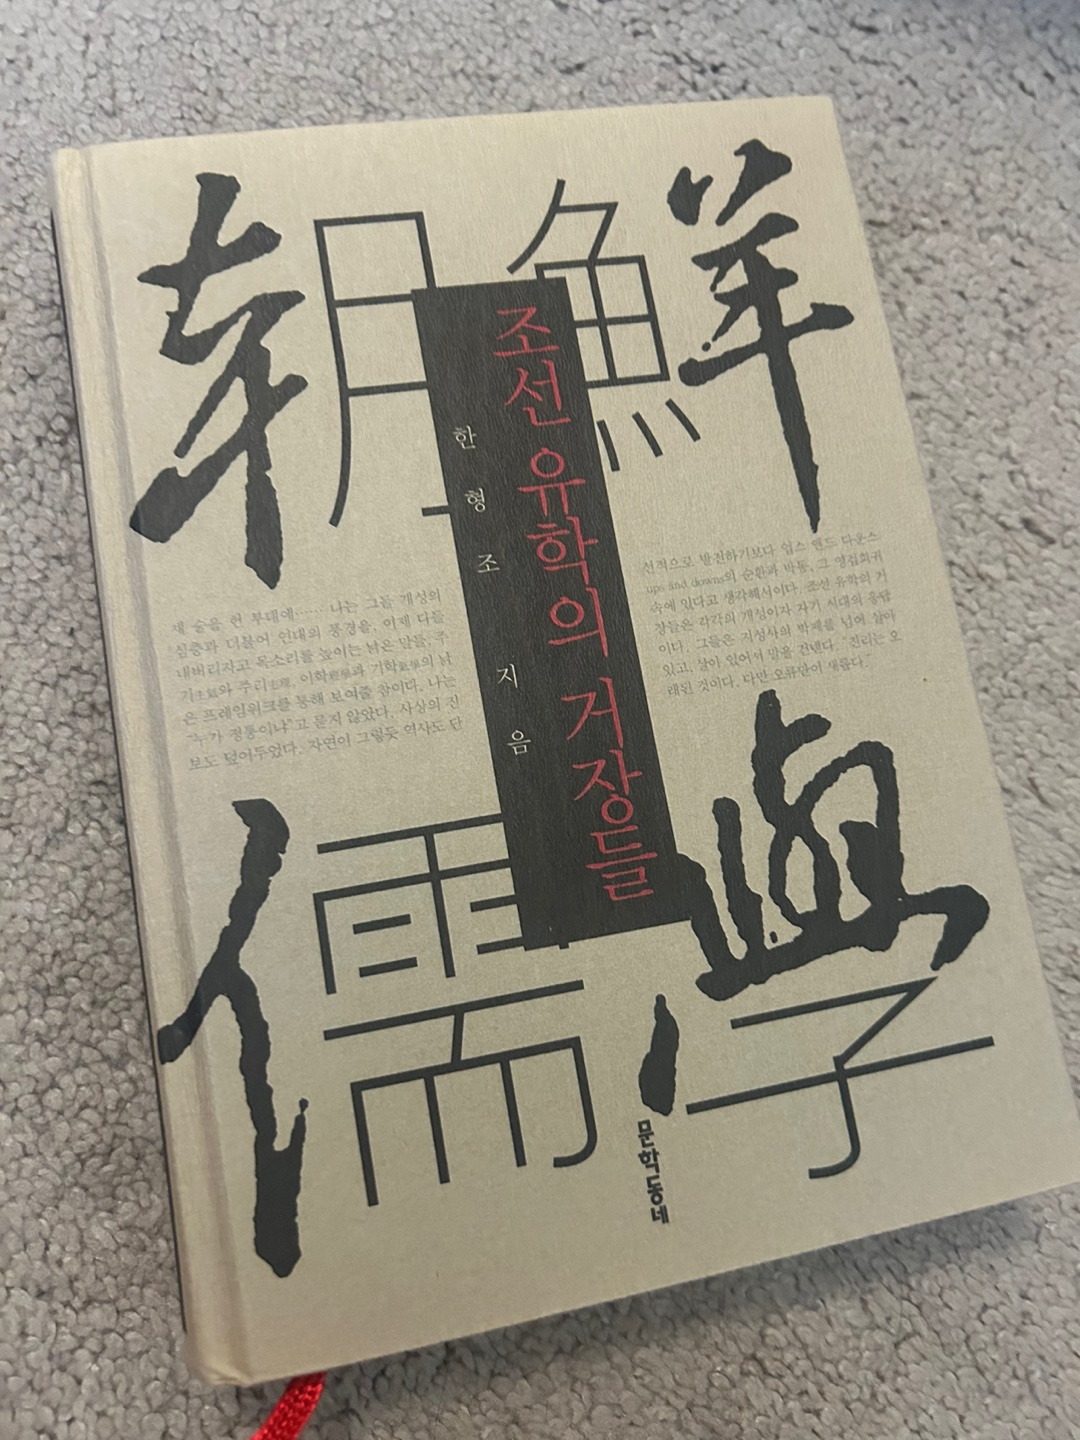 朝鮮
조선 유학의 거장들
한형조 지음
새 술을 헌 부대에…… 나는 그들 개성의
심층과 더불어 연대의 풍경을, 이제 다들
내버리자고 목소리를 높이는 낡은 말들, 주
기主氣와 주리主理, 이학理學과 기학氣學의 낡
은 프레임워크를 통해 보여줄 참이다. 나는
"누가 정통이냐"고 묻지 않았다. 사상의 진
보도 덮어두었다. 자연이 그렇듯 역사도 단
선적으로 발전하기보다 업스 앤드 다운스
ups and downs의 순환과 박동, 그 영겁회귀
속에 있다고 생각해서이다. 조선 유학의 거
장들은 각각의 개성이자 자기 시대의 응답
이다. 그들은 지성사의 박제를 넘어 살아
있고, 살아 있어서 말을 건넨다. "진리는 오
래된 것이다. 다만 오류만이 새롭다."
儒學
문학동네